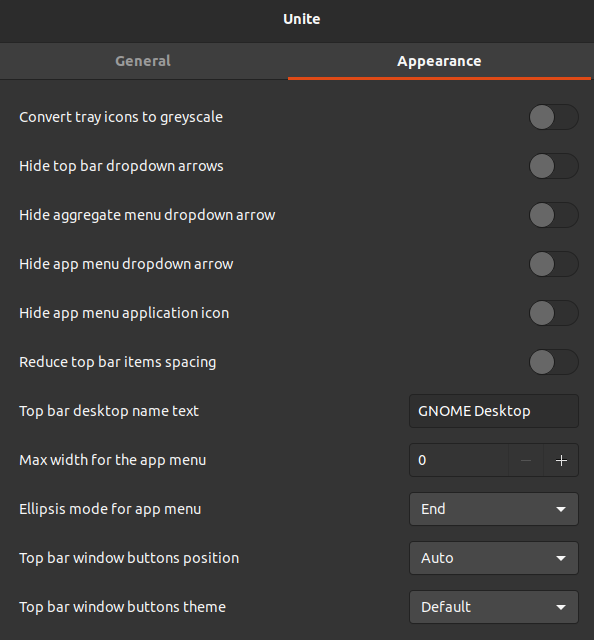 Unite
General
Appearance
Convert tray icons to greyscale
Hide top bar dropdown arrows
Hide aggregate menu dropdown arrow
Hide app menu dropdown arrow
Hide app menu application icon
Reduce top bar items spacing
Top bar desktop name text
GNOME Desktop
Max width for the app menu
0
Ellipsis mode for app menu
End
Top bar window buttons position
Auto
Top bar window buttons theme
Default